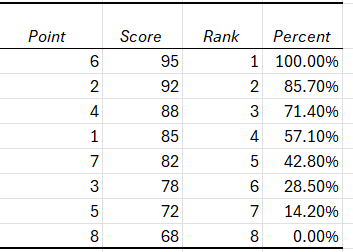 Point Score Rank Percent
6 95 1 100.00%
2 92 2 85.70%
4 88 3 71.40%
1 85 4 57.10%
7 82 5 42.80%
3 78 6 28.50%
5 72 7 14.20%
8 68 8 0.00%